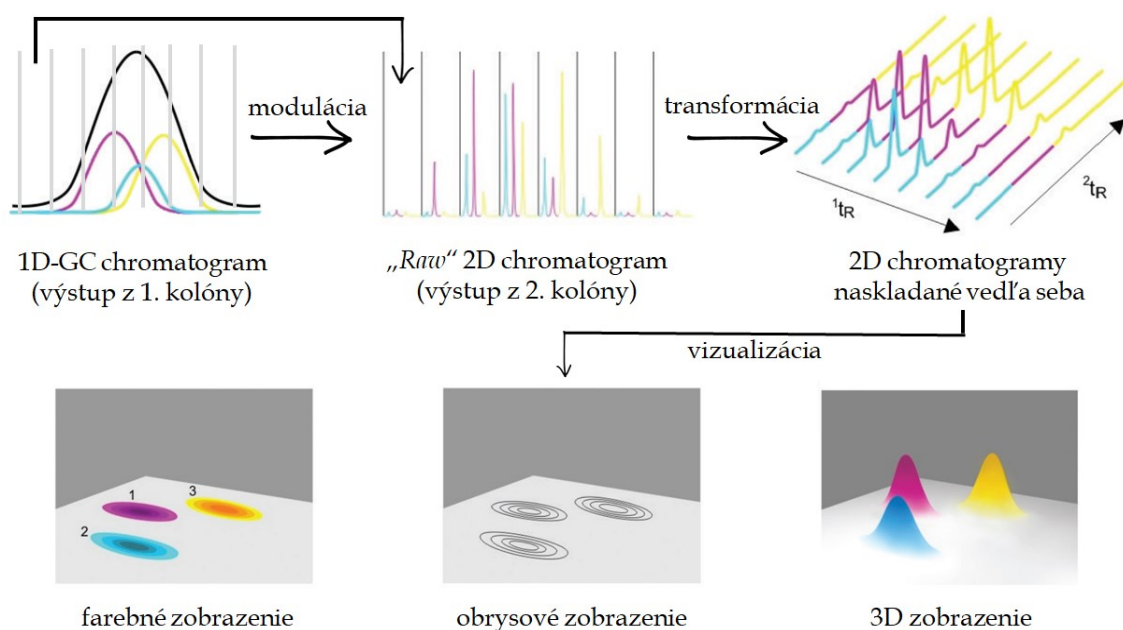 modulácia
transformácia
¹tR
²tR
1D-GC chromatogram
(výstup z 1. kolóny)
„Raw“ 2D chromatogram
(výstup z 2. kolóny)
2D chromatogramy
naskladané vedľa seba
vizualizácia
1
2
3
farebné zobrazenie
obrysové zobrazenie
3D zobrazenie